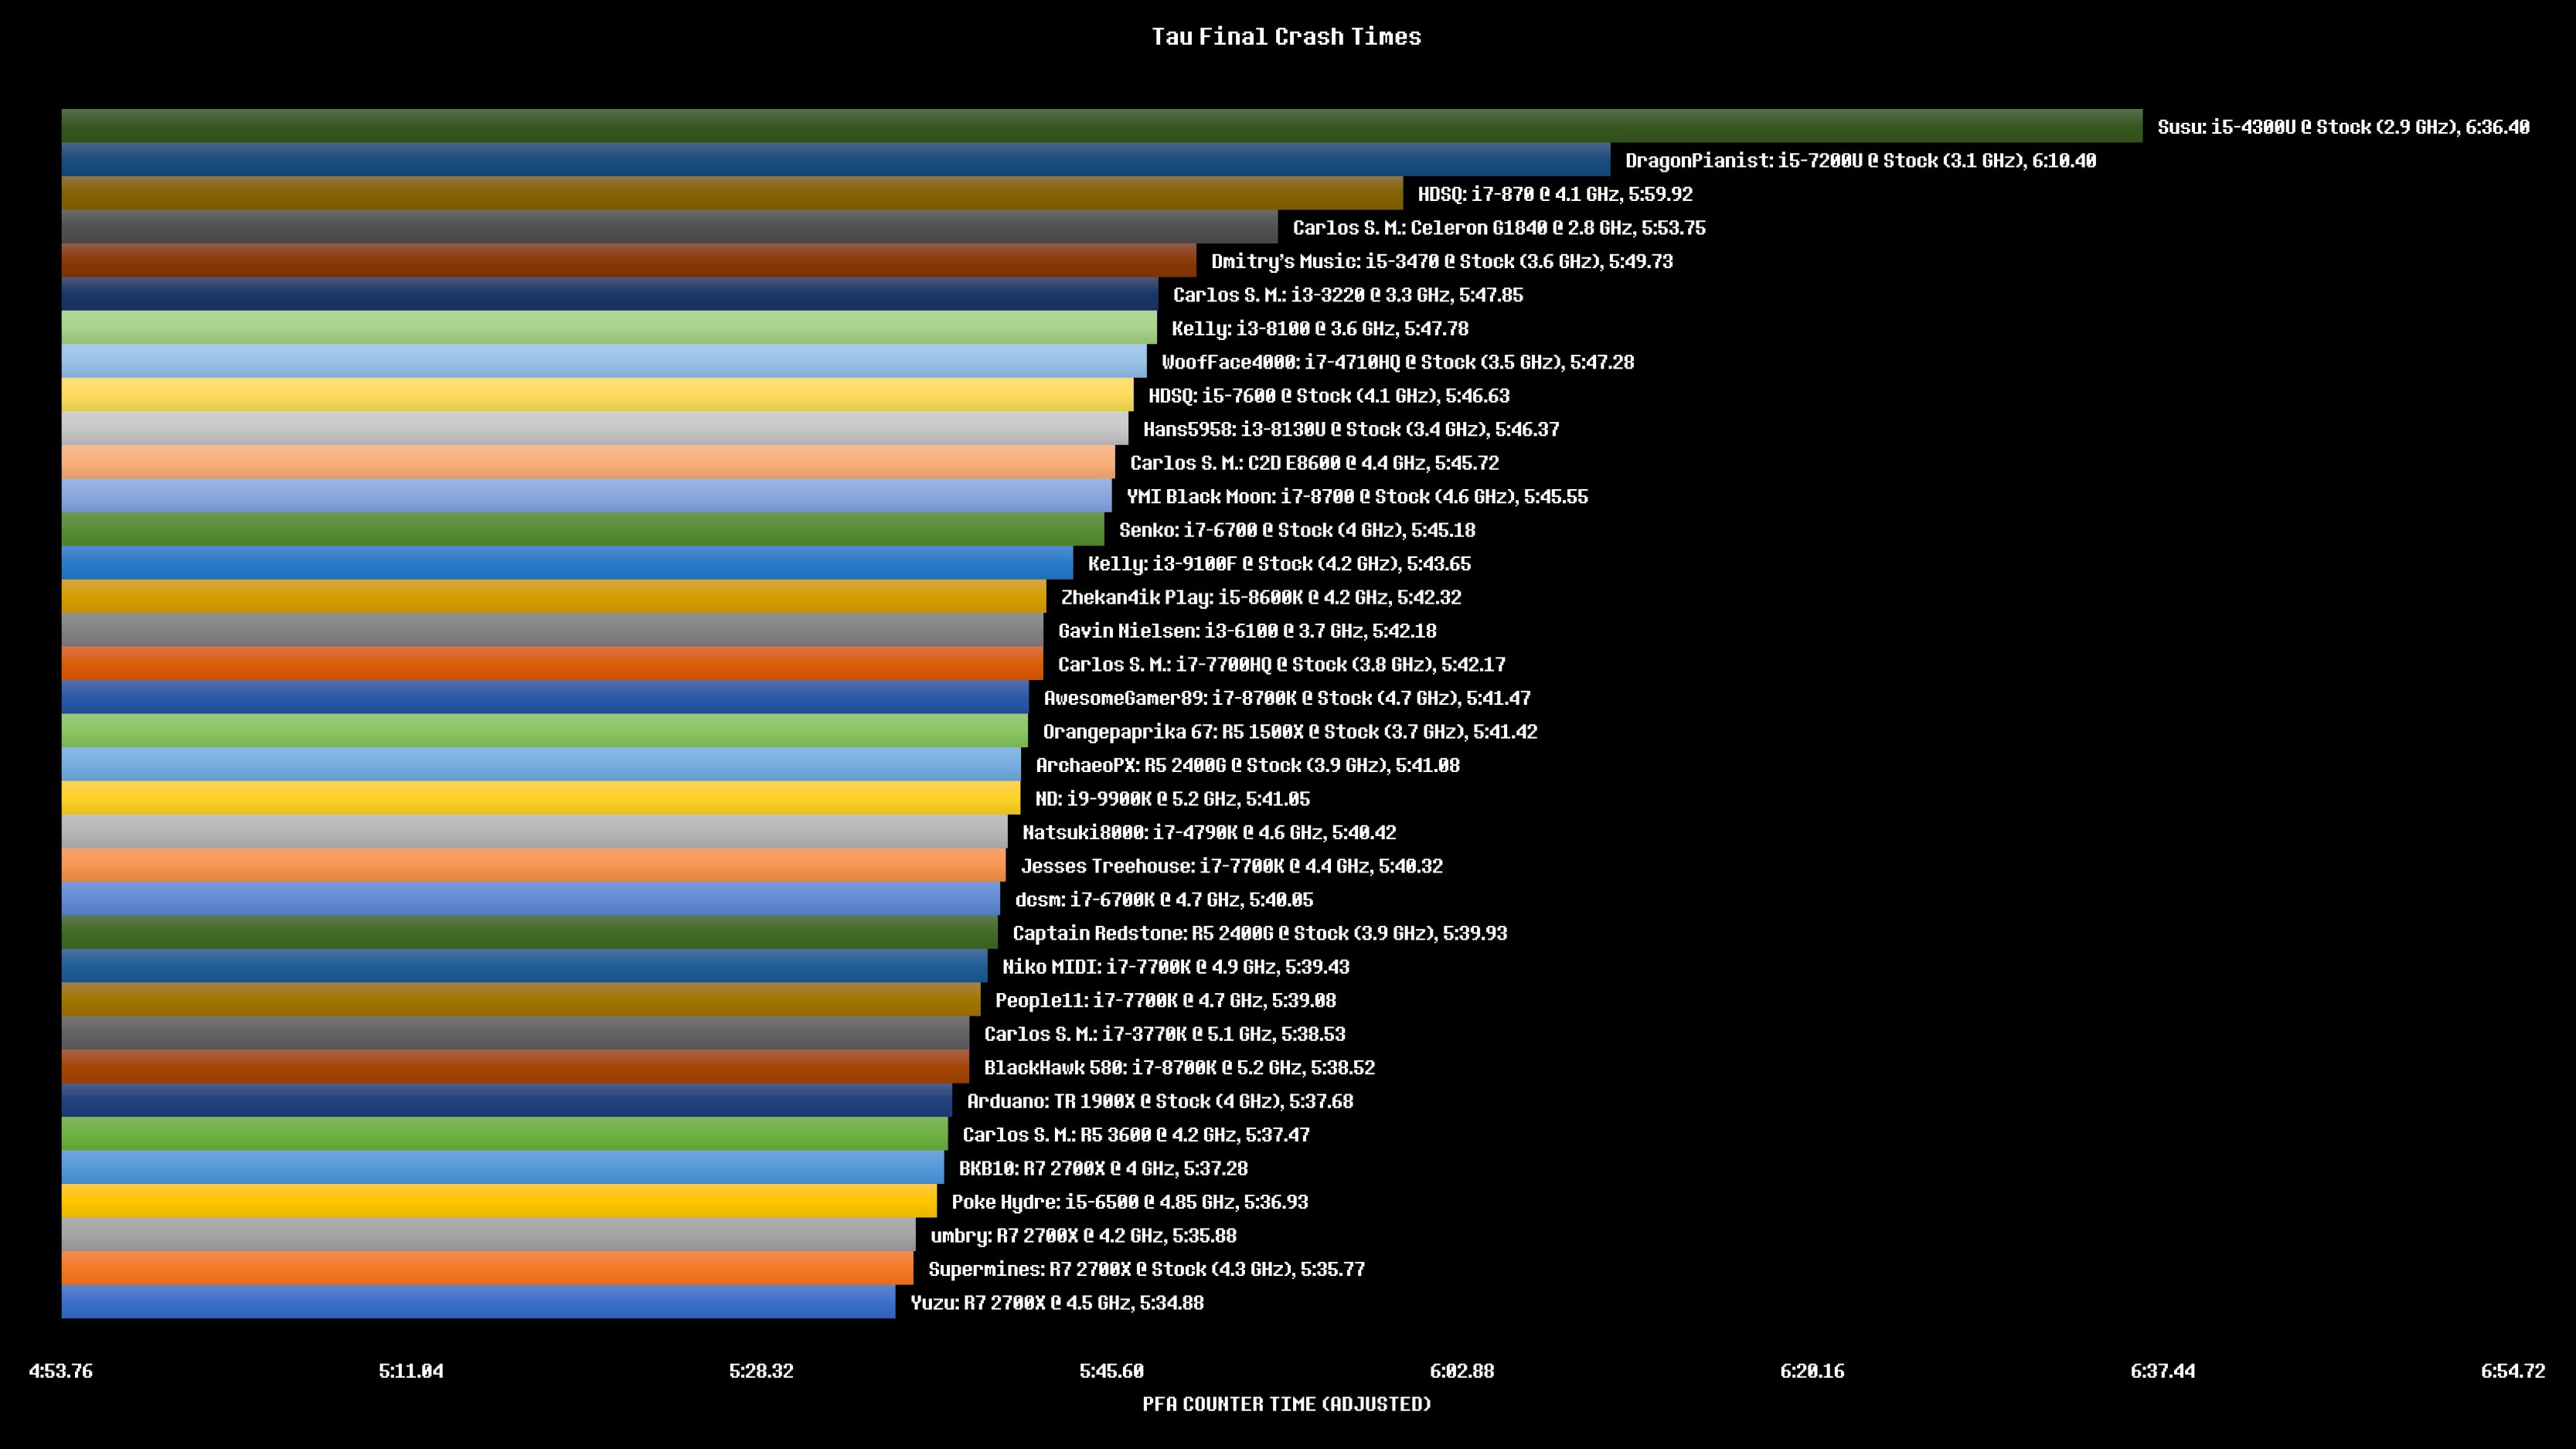 Tau Final Crash Times
Susu: i5-4300U @ Stock (2.9 GHz), 6:36.40
DragonPianist: i5-7200U @ Stock (3.1 GHz), 6:10.40
HDSQ: i7-870 @ 4.1 GHz, 5:59.92
Carlos S. M.: Celeron G1840 @ 2.8 GHz, 5:53.75
Dmitry's Music: i5-3470 @ Stock (3.6 GHz), 5:49.73
Carlos S. M.: i3-3220 @ 3.3 GHz, 5:47.85
Kelly: i3-8100 @ 3.6 GHz, 5:47.78
WoofFace4000: i7-4710HQ @ Stock (3.5 GHz), 5:47.28
HDSQ: i5-7600 @ Stock (4.1 GHz), 5:46.63
Hans5958: i3-8130U @ Stock (3.4 GHz), 5:46.37
Carlos S. M.: C2D E8600 @ 4.4 GHz, 5:45.72
YMI Black Moon: i7-8700 @ Stock (4.6 GHz), 5:45.55
Senko: i7-6700 @ Stock (4 GHz), 5:45.18
Kelly: i3-9100F @ Stock (4.2 GHz), 5:43.65
Zhekan4ik Play: i5-8600K @ 4.2 GHz, 5:42.32
Gavin Nielsen: i3-6100 @ 3.7 GHz, 5:42.18
Carlos S. M.: i7-7700HQ @ Stock (3.8 GHz), 5:42.17
AwesomeGamer89: i7-8700K @ Stock (4.7 GHz), 5:41.47
Orangepaprika 67: R5 1500X @ Stock (3.7 GHz), 5:41.42
ArchaeoPX: R5 2400G @ Stock (3.9 GHz), 5:41.08
ND: i9-9900K @ 5.2 GHz, 5:41.05
Natsuki8000: i7-4790K @ 4.6 GHz, 5:40.42
Jesses Treehouse: i7-7700K @ 4.4 GHz, 5:40.32
dcsm: i7-6700K @ 4.7 GHz, 5:40.05
Captain Redstone: R5 2400G @ Stock (3.9 GHz), 5:39.93
Niko MIDI: i7-7700K @ 4.9 GHz, 5:39.43
People11: i7-7700K @ 4.7 GHz, 5:39.08
Carlos S. M.: i7-3770K @ 5.1 GHz, 5:38.53
BlackHawk 580: i7-8700K @ 5.2 GHz, 5:38.52
Arduano: TR 1900X @ Stock (4 GHz), 5:37.68
Carlos S. M.: R5 3600 @ 4.2 GHz, 5:37.47
BKB10: R7 2700X @ 4 GHz, 5:37.28
Poke Hydre: i5-6500 @ 4.85 GHz, 5:36.93
umbry: R7 2700X @ 4.2 GHz, 5:35.88
Supermines: R7 2700X @ Stock (4.3 GHz), 5:35.77
Yuzu: R7 2700X @ 4.5 GHz, 5:34.88
4:53.76 5:11.04 5:28.32 5:45.60 6:02.88 6:20.16 6:37.44 6:54.72
PFA COUNTER TIME (ADJUSTED)